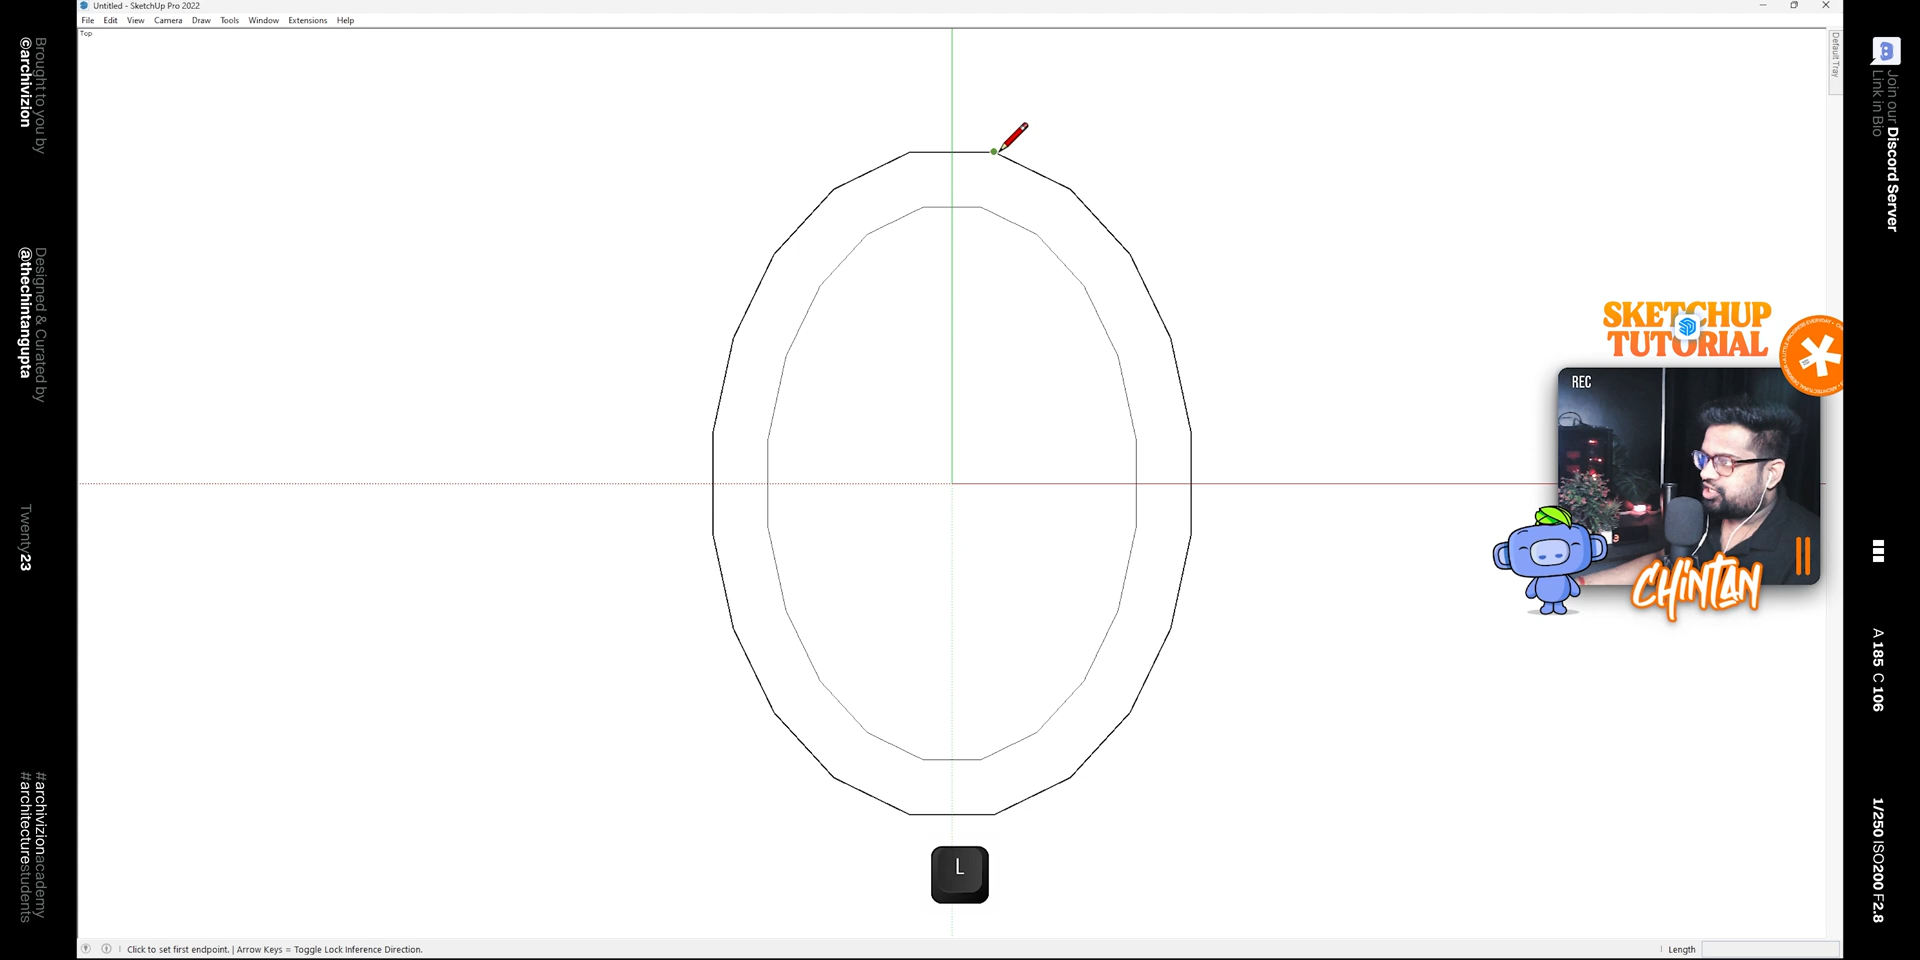 Untitled - SketchUp Pro 2022
File Edit View Camera Draw Tools Window Extensions Help
Top
Default Tray
Brought to you by
©archivizion
Designed & Curated by
@thechintangupta
Twenty23
#archivizionacademy
#architecturestudents
Join our Discord Server
Link in Bio
SKETCHUP
TUTORIAL
REC
CHINTAN
A 185 C 106
1/250 ISO200 F2.8
L
Click to set first endpoint. | Arrow Keys = Toggle Lock Inference Direction.
Length